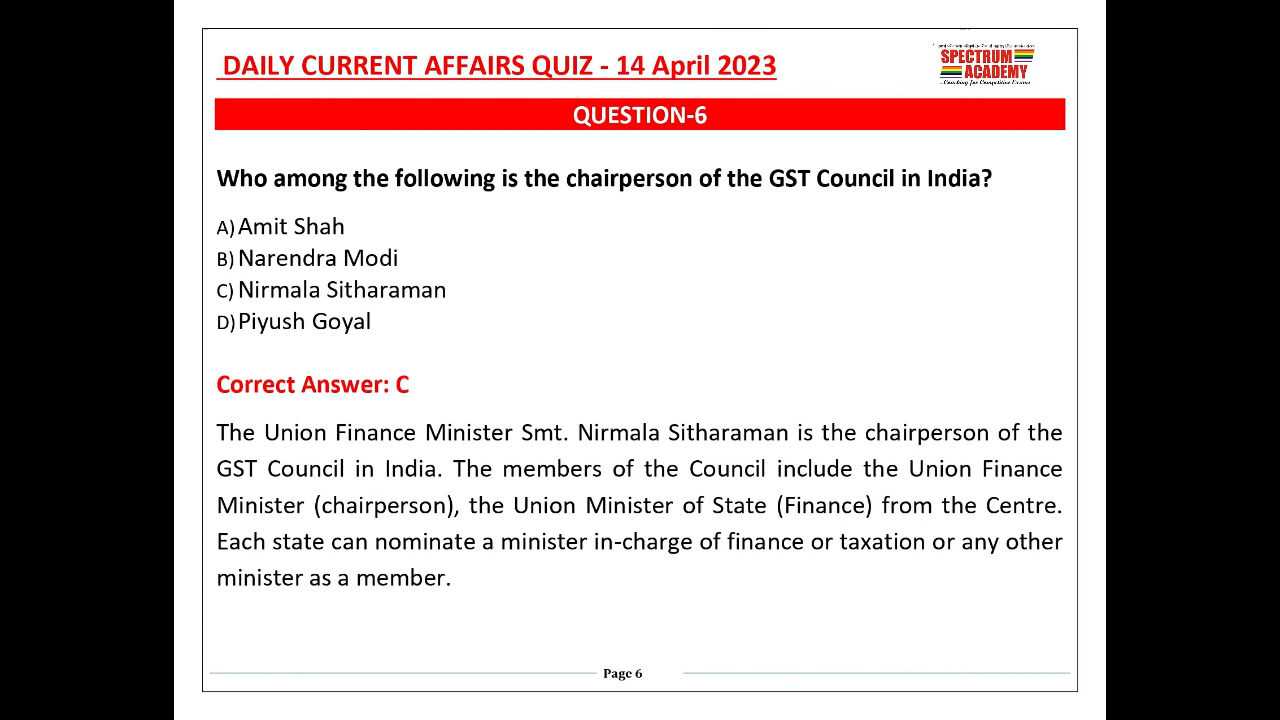 DAILY CURRENT AFFAIRS QUIZ - 14 April 2023
SPECTRUM
ACADEMY
Coaching for Competitive Exams
QUESTION-6
Who among the following is the chairperson of the GST Council in India?
A) Amit Shah
B) Narendra Modi
C) Nirmala Sitharaman
D) Piyush Goyal
Correct Answer: C
The Union Finance Minister Smt. Nirmala Sitharaman is the chairperson of the
GST Council in India. The members of the Council include the Union Finance
Minister (chairperson), the Union Minister of State (Finance) from the Centre.
Each state can nominate a minister in-charge of finance or taxation or any other
minister as a member.
Page 6